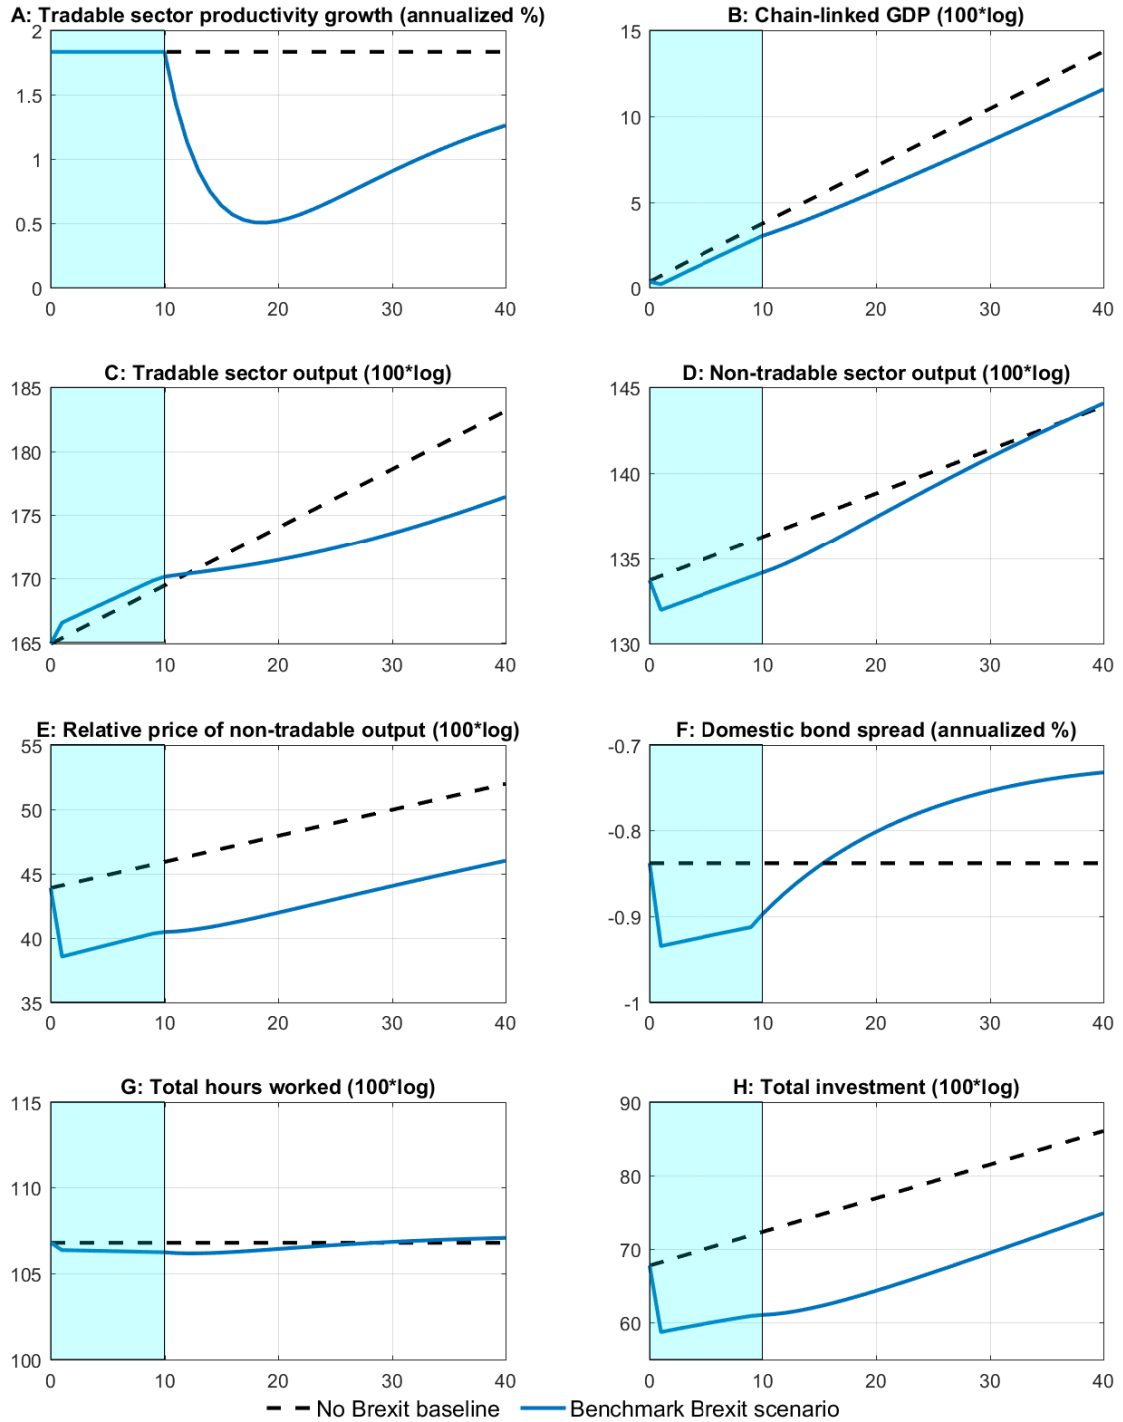 A: Tradable sector productivity growth (annualized %)
2
1.5
1
0.5
0
0 10 20 30 40
B: Chain-linked GDP (100*log)
15
10
5
0
0 10 20 30 40
C: Tradable sector output (100*log)
185
180
175
170
165
0 10 20 30 40
D: Non-tradable sector output (100*log)
145
140
135
130
0 10 20 30 40
E: Relative price of non-tradable output (100*log)
55
50
45
40
35
0 10 20 30 40
F: Domestic bond spread (annualized %)
-0.7
-0.8
-0.9
-1
0 10 20 30 40
G: Total hours worked (100*log)
115
110
105
100
0 10 20 30 40
H: Total investment (100*log)
90
80
70
60
0 10 20 30 40
No Brexit baseline
Benchmark Brexit scenario